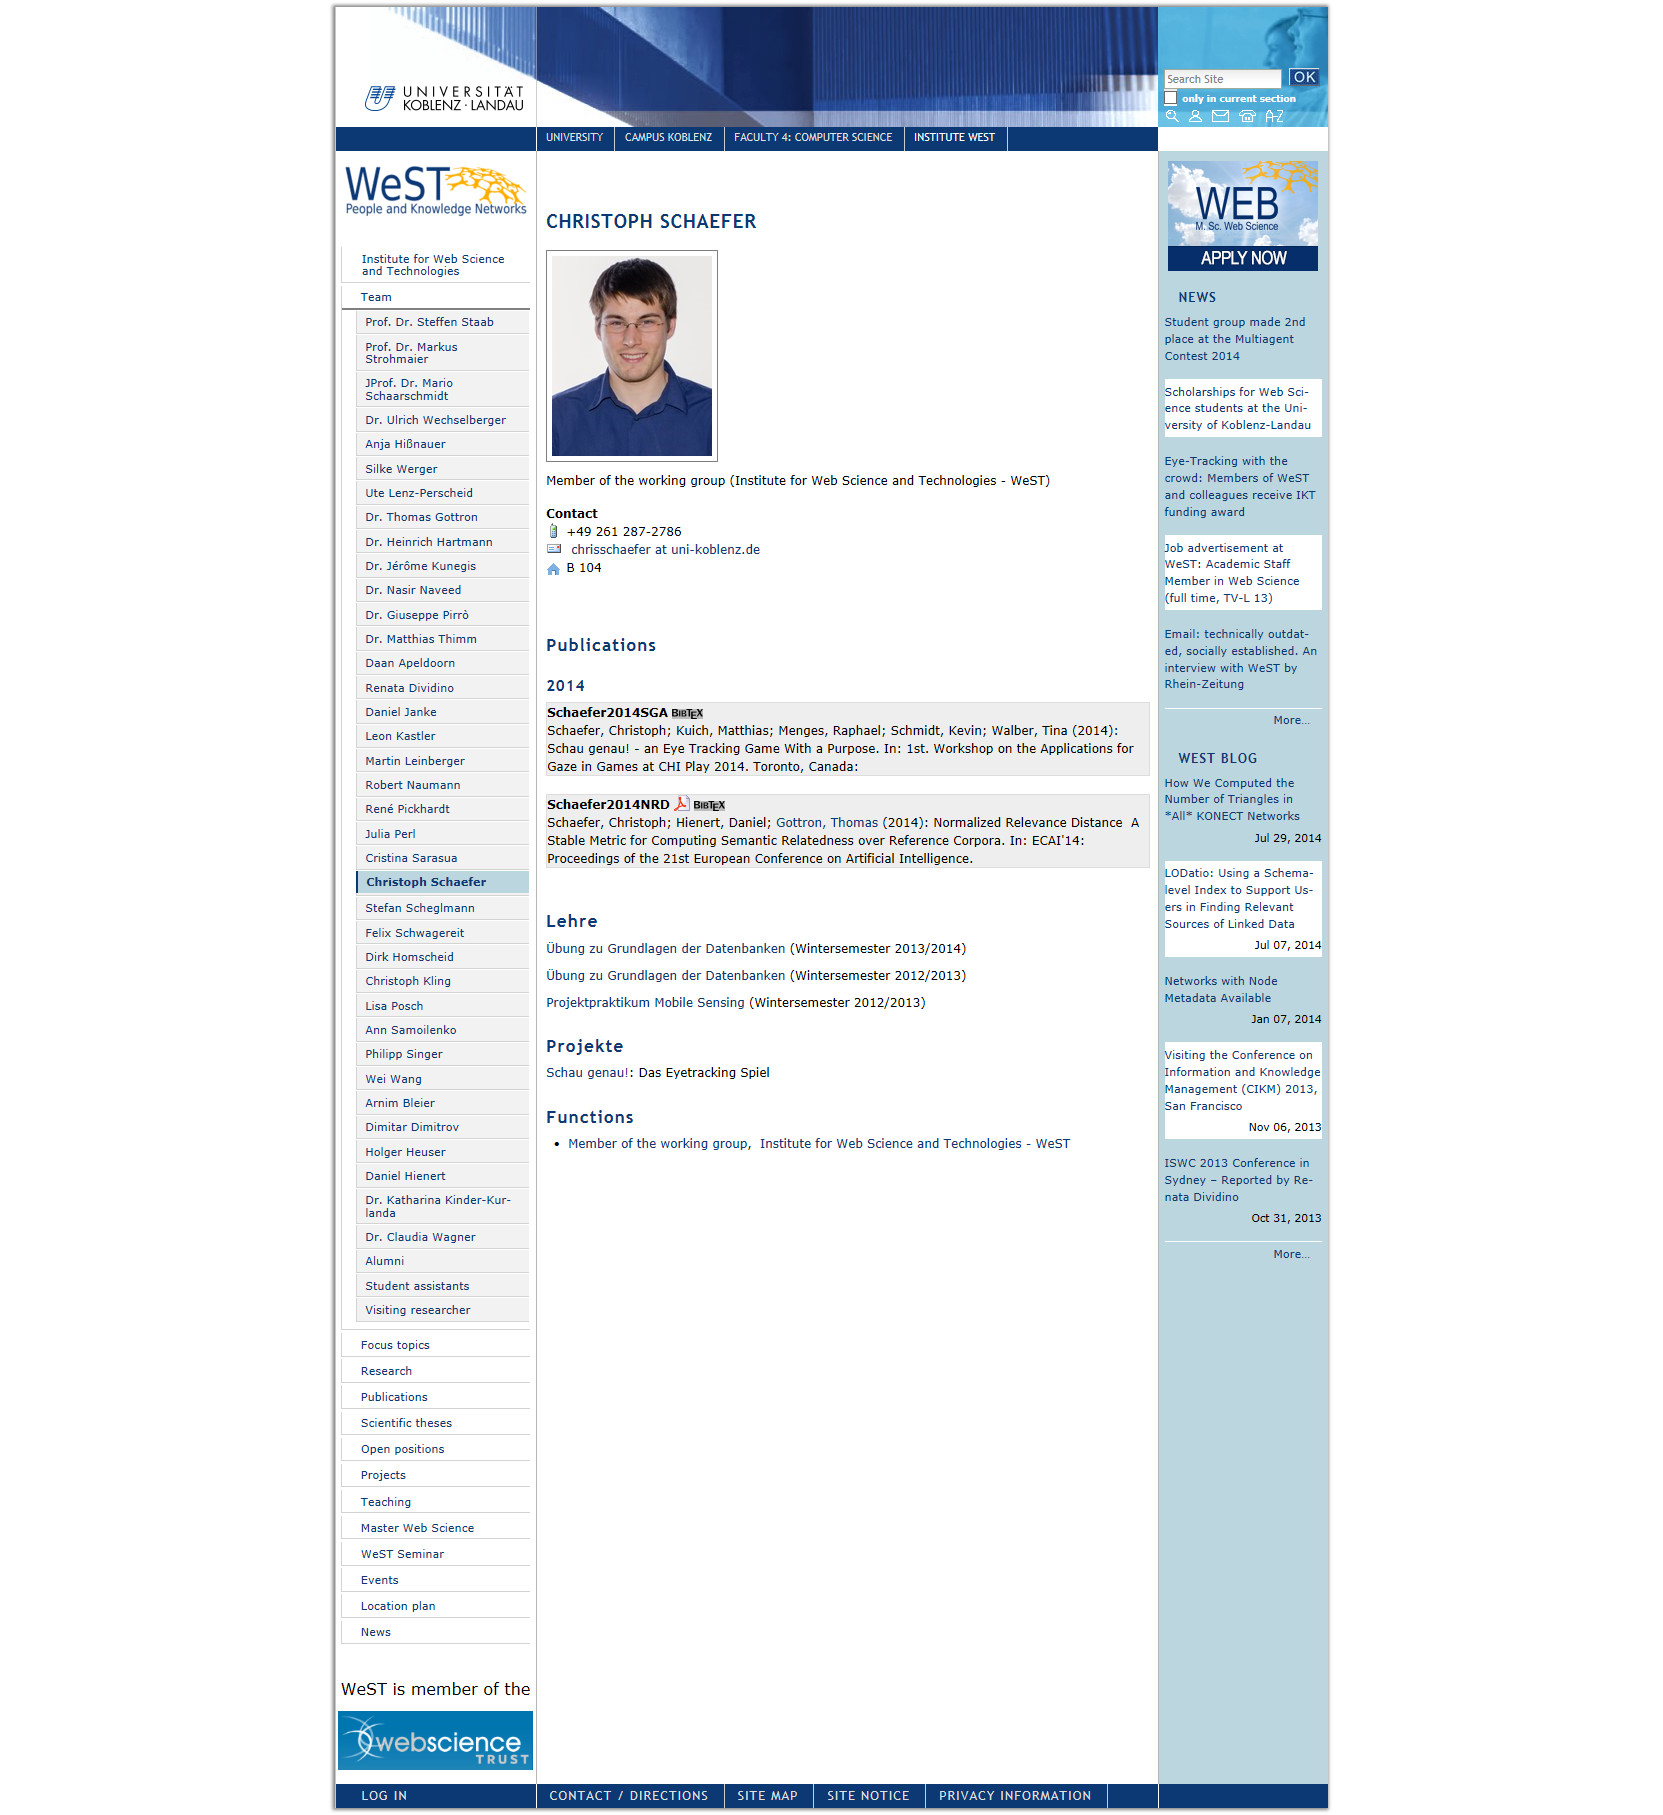 UNIVERSITÄT
KOBLENZ · LANDAU
Search Site
OK
only in current section
A-Z
UNIVERSITY
CAMPUS KOBLENZ
FACULTY 4: COMPUTER SCIENCE
INSTITUTE WEST
WeST
People and Knowledge Networks
Institute for Web Science
and Technologies
Team
Prof. Dr. Steffen Staab
Prof. Dr. Markus
Strohmaier
JProf. Dr. Mario
Schaarschmidt
Dr. Ulrich Wechselberger
Anja Hißnauer
Silke Werger
Ute Lenz-Perscheid
Dr. Thomas Gottron
Dr. Heinrich Hartmann
Dr. Jérôme Kunegis
Dr. Nasir Naveed
Dr. Giuseppe Pirrò
Dr. Matthias Thimm
Daan Apeldoorn
Renata Dividino
Daniel Janke
Leon Kastler
Martin Leinberger
Robert Naumann
René Pickhardt
Julia Perl
Cristina Sarasua
Christoph Schaefer
Stefan Scheglmann
Felix Schwagereit
Dirk Homscheid
Christoph Kling
Lisa Posch
Ann Samoilenko
Philipp Singer
Wei Wang
Arnim Bleier
Dimitar Dimitrov
Holger Heuser
Daniel Hienert
Dr. Katharina Kinder-Kur-
landa
Dr. Claudia Wagner
Alumni
Student assistants
Visiting researcher
Focus topics
Research
Publications
Scientific theses
Open positions
Projects
Teaching
Master Web Science
WeST Seminar
Events
Location plan
News
WeST is member of the
webscience
TRUST
CHRISTOPH SCHAEFER
Member of the working group (Institute for Web Science and Technologies - WeST)
Contact
+49 261 287-2786
chrisschaefer at uni-koblenz.de
B 104
Publications
2014
Schaefer2014SGA BIBTEX
Schaefer, Christoph; Kuich, Matthias; Menges, Raphael; Schmidt, Kevin; Walber, Tina (2014):
Schau genau! - an Eye Tracking Game With a Purpose. In: 1st. Workshop on the Applications for
Gaze in Games at CHI Play 2014. Toronto, Canada:
Schaefer2014NRD BIBTEX
Schaefer, Christoph; Hienert, Daniel; Gottron, Thomas (2014): Normalized Relevance Distance  A
Stable Metric for Computing Semantic Relatedness over Reference Corpora. In: ECAI'14:
Proceedings of the 21st European Conference on Artificial Intelligence.
Lehre
Übung zu Grundlagen der Datenbanken (Wintersemester 2013/2014)
Übung zu Grundlagen der Datenbanken (Wintersemester 2012/2013)
Projektpraktikum Mobile Sensing (Wintersemester 2012/2013)
Projekte
Schau genau!: Das Eyetracking Spiel
Functions
• Member of the working group,  Institute for Web Science and Technologies - WeST
WEB
M. Sc. Web Science
APPLY NOW
NEWS
Student group made 2nd
place at the Multiagent
Contest 2014
Scholarships for Web Sci-
ence students at the Uni-
versity of Koblenz-Landau
Eye-Tracking with the
crowd: Members of WeST
and colleagues receive IKT
funding award
Job advertisement at
WeST: Academic Staff
Member in Web Science
(full time, TV-L 13)
Email: technically outdat-
ed, socially established. An
interview with WeST by
Rhein-Zeitung
More...
WEST BLOG
How We Computed the
Number of Triangles in
*All* KONECT Networks
Jul 29, 2014
LODatio: Using a Schema-
level Index to Support Us-
ers in Finding Relevant
Sources of Linked Data
Jul 07, 2014
Networks with Node
Metadata Available
Jan 07, 2014
Visiting the Conference on
Information and Knowledge
Management (CIKM) 2013,
San Francisco
Nov 06, 2013
ISWC 2013 Conference in
Sydney – Reported by Re-
nata Dividino
Oct 31, 2013
More...
LOG IN
CONTACT / DIRECTIONS
SITE MAP
SITE NOTICE
PRIVACY INFORMATION